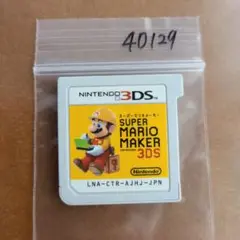 40129
NINTENDO 3DS
スーパーマリオメーカー
SUPER
MARIO
MAKER
3DS
Nintendo
LNA-CTR-AJHJ-JPN